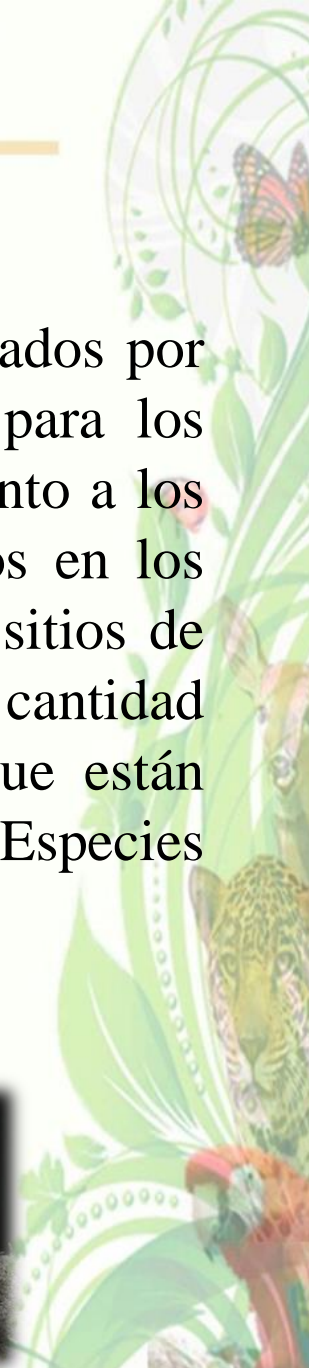 ados por
para los
nto a los
os en los
sitios de
cantidad
ue están
Especies